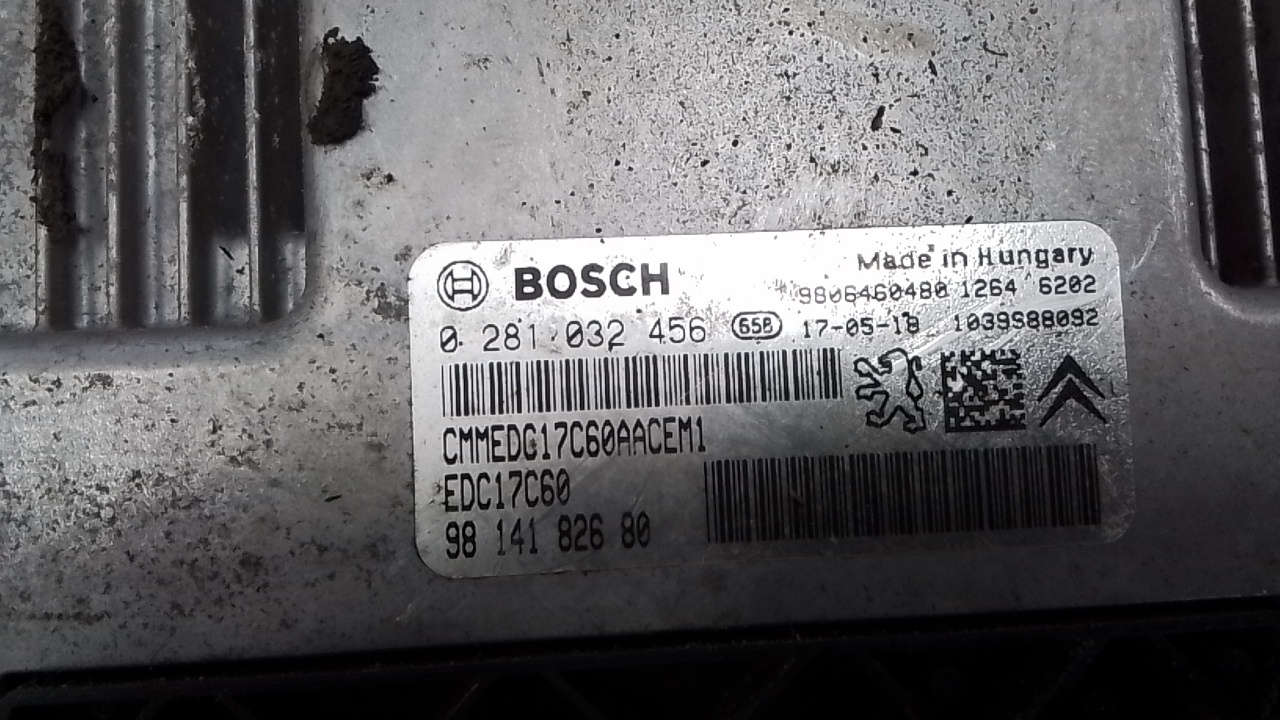 BOSCH
Made in Hungary
9806460480 1264 6202
0 281 032 456 658 17-05-18 1039S88092
CMMEDG17C60AACEM1
EDC17C60
98 141 826 80